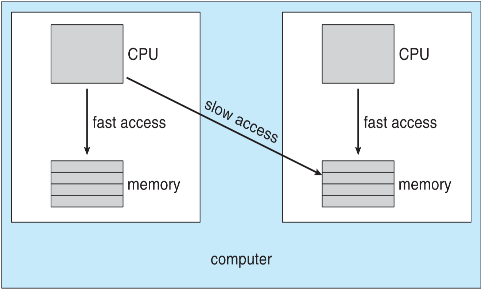 CPU
fast access
memory
slow access
CPU
fast access
memory
computer